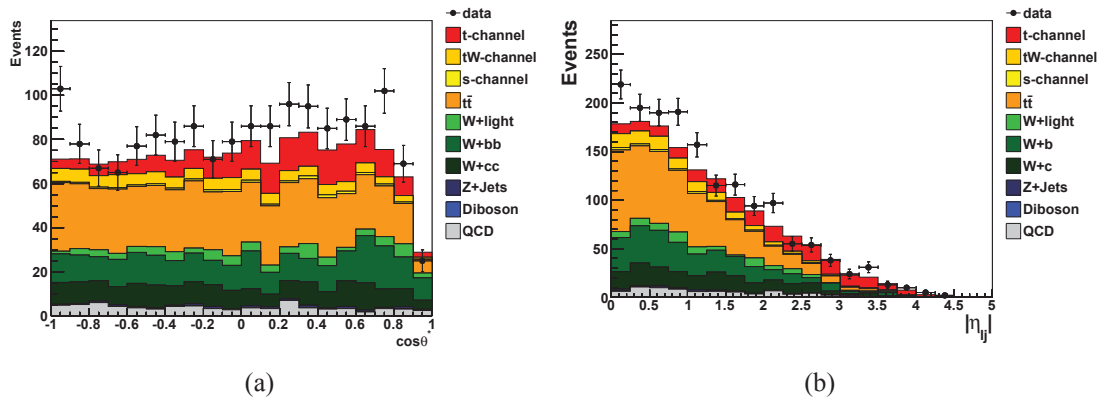 Events
120
100
80
60
40
20
0
-1 -0.8 -0.6 -0.4 -0.2 0 0.2 0.4 0.6 0.8 1
cosθ*
data
t-channel
tW-channel
s-channel
tt̄
W+light
W+bb
W+cc
Z+Jets
Diboson
QCD
(a)
Events
250
200
150
100
50
0
0 0.5 1 1.5 2 2.5 3 3.5 4 4.5 5
|η_lj|
data
t-channel
tW-channel
s-channel
tt̄
W+light
W+b
W+c
Z+Jets
Diboson
QCD
(b)